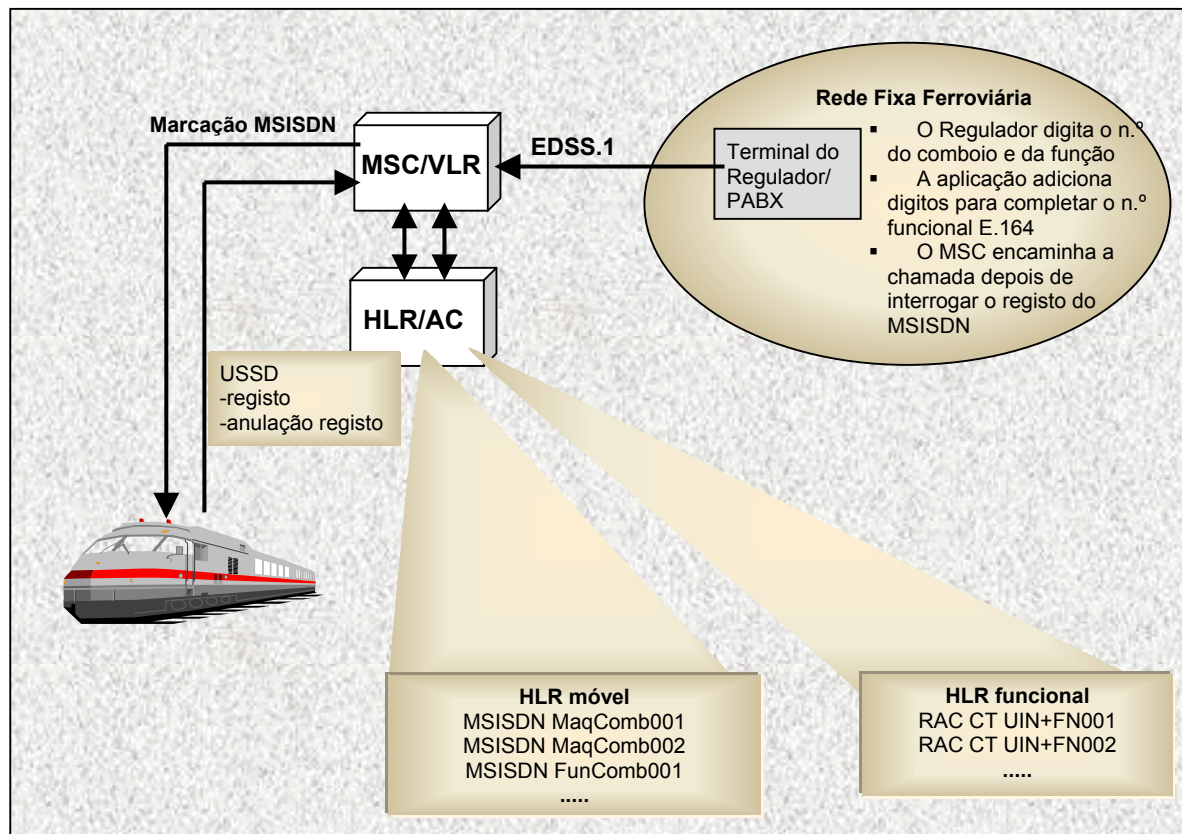 Rede Fixa Ferroviária
Marcação MSISDN
MSC/VLR
EDSS.1
Terminal do
Regulador/
PABX
▪ O Regulador digita o n.º
do comboio e da função
▪ A aplicação adiciona
digitos para completar o n.º
funcional E.164
▪ O MSC encaminha a
chamada depois de
interrogar o registo do
MSISDN
HLR/AC
USSD
-registo
-anulação registo
HLR móvel
MSISDN MaqComb001
MSISDN MaqComb002
MSISDN FunComb001
.....
HLR funcional
RAC CT UIN+FN001
RAC CT UIN+FN002
.....